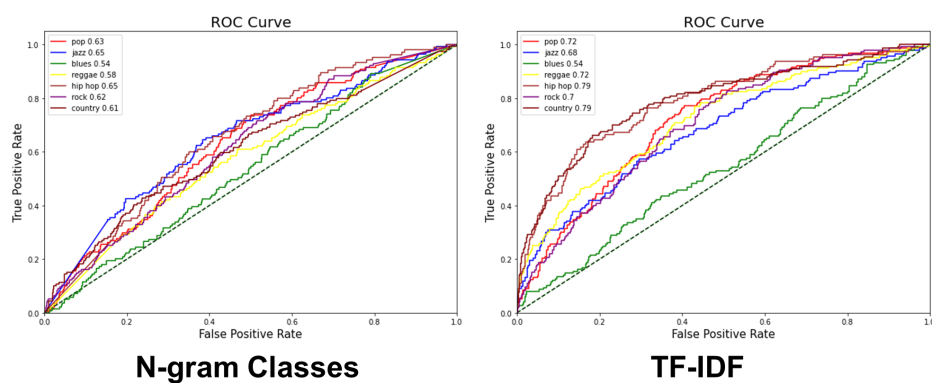 ROC Curve
pop 0.63
jazz 0.65
blues 0.54
reggae 0.58
hip hop 0.65
rock 0.62
country 0.61
1.0
0.8
0.6
0.4
0.2
0.0
True Positive Rate
0.0 0.2 0.4 0.6 0.8 1.0
False Positive Rate
N-gram Classes
ROC Curve
pop 0.72
jazz 0.68
blues 0.54
reggae 0.72
hip hop 0.79
rock 0.7
country 0.79
1.0
0.8
0.6
0.4
0.2
0.0
True Positive Rate
0.0 0.2 0.4 0.6 0.8 1.0
False Positive Rate
TF-IDF